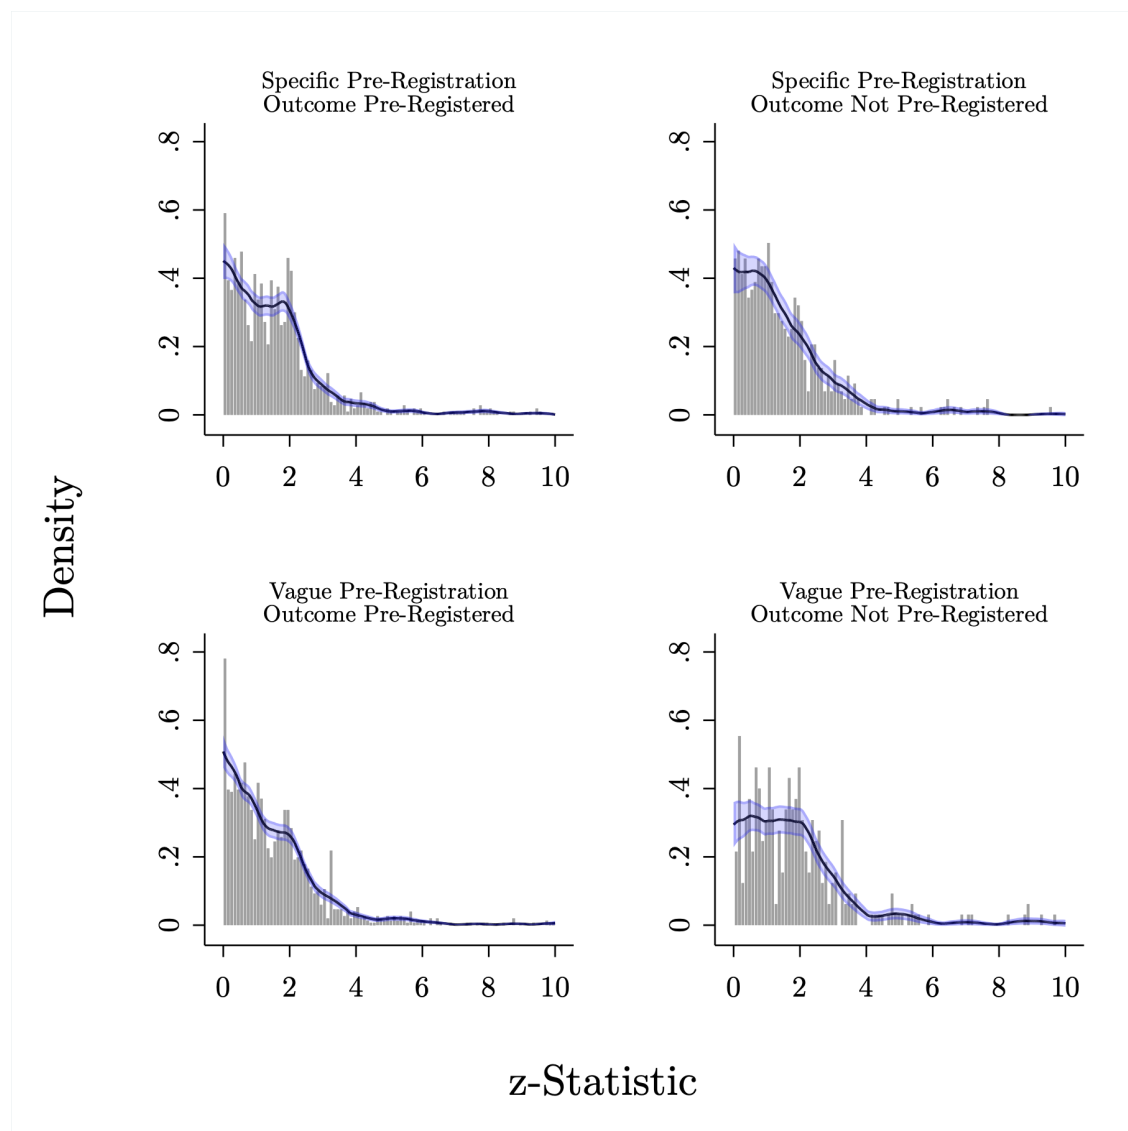 Specific Pre-Registration
Outcome Pre-Registered
.8
.6
.4
.2
0
0 2 4 6 8 10
Specific Pre-Registration
Outcome Not Pre-Registered
.8
.6
.4
.2
0
0 2 4 6 8 10
Density
Vague Pre-Registration
Outcome Pre-Registered
.8
.6
.4
.2
0
0 2 4 6 8 10
Vague Pre-Registration
Outcome Not Pre-Registered
.8
.6
.4
.2
0
0 2 4 6 8 10
z-Statistic